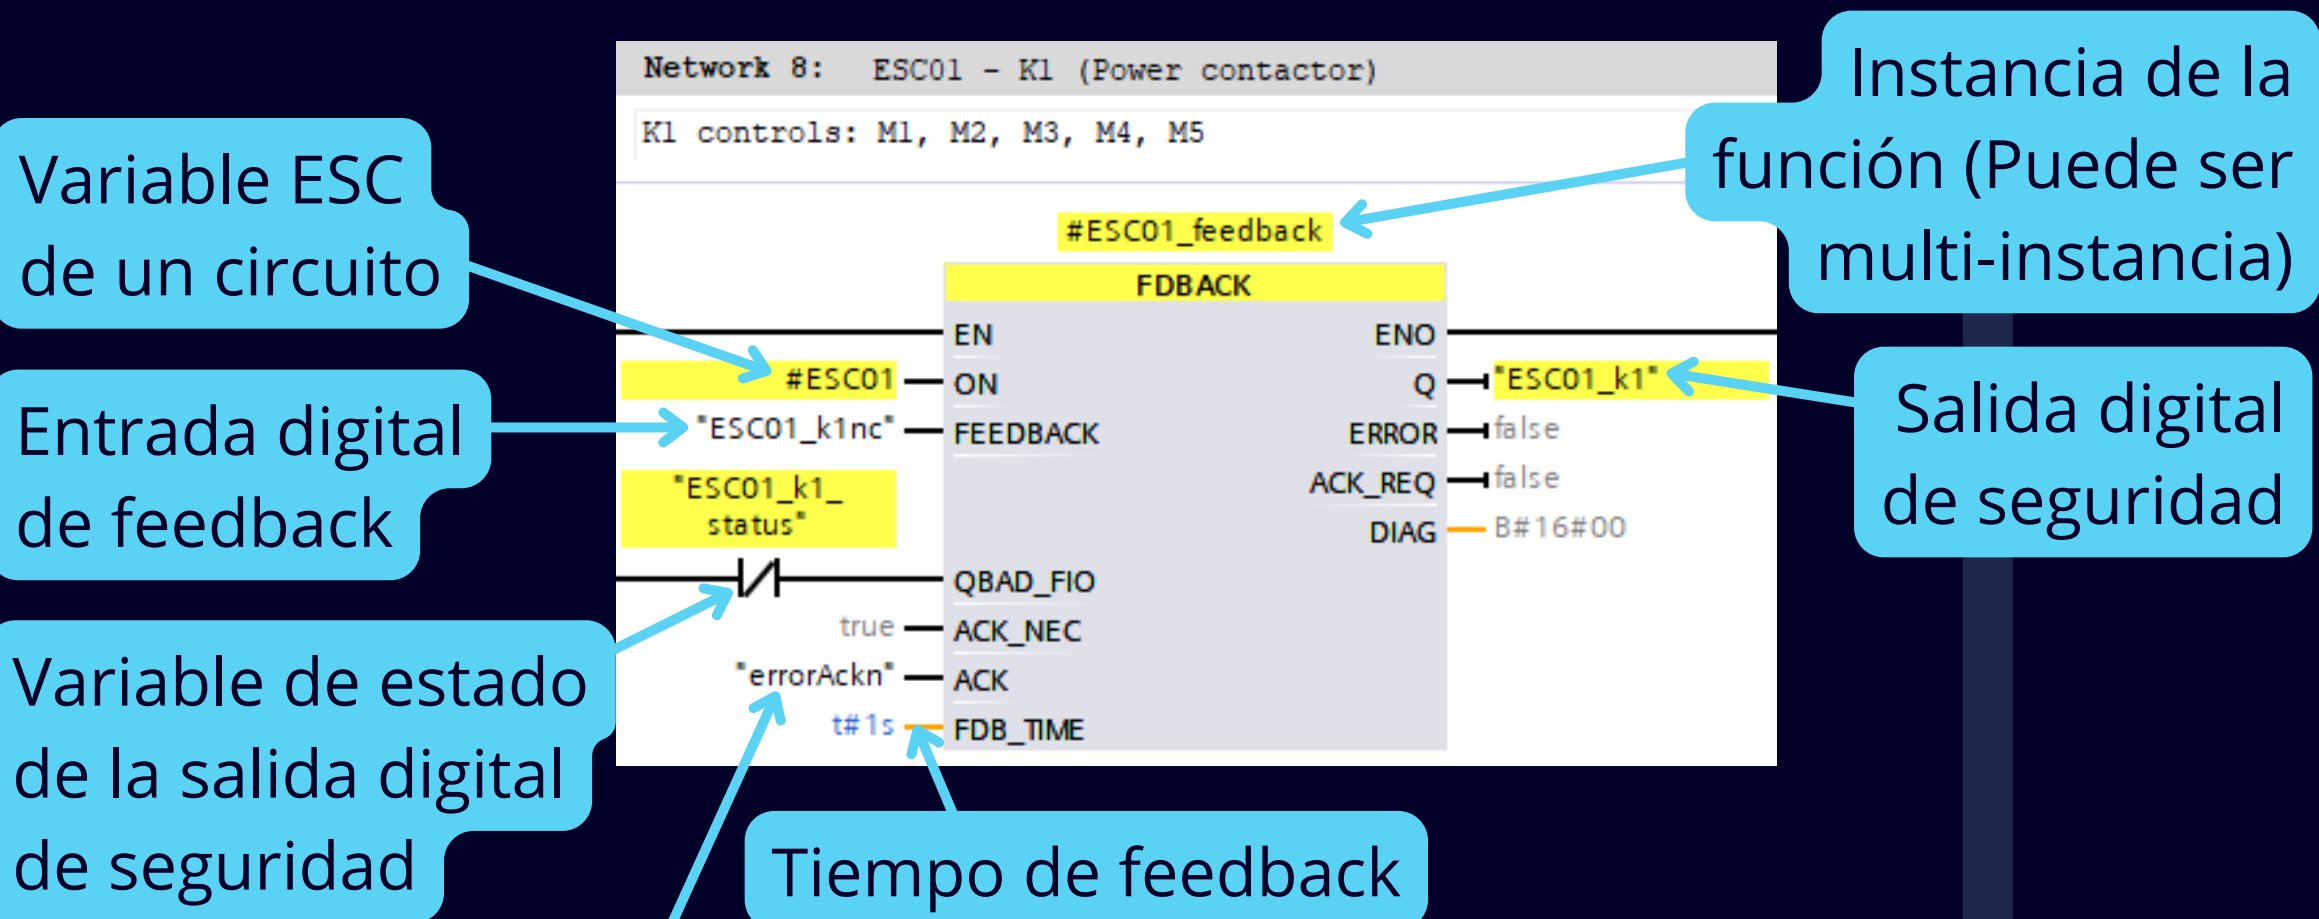 Network 8: ESC01 - K1 (Power contactor)
K1 controls: M1, M2, M3, M4, M5
Instancia de la
función (Puede ser
multi-instancia)
Variable ESC
de un circuito
#ESC01_feedback
FDBACK
EN
ENO
#ESC01
ON
Q
"ESC01_k1"
"ESC01_k1nc"
FEEDBACK
ERROR
false
"ESC01_k1_
status"
ACK_REQ
false
DIAG
B#16#00
QBAD_FIO
true
ACK_NEC
"errorAckn"
ACK
t#1s
FDB_TIME
Entrada digital
de feedback
Salida digital
de seguridad
Variable de estado
de la salida digital
de seguridad
Tiempo de feedback